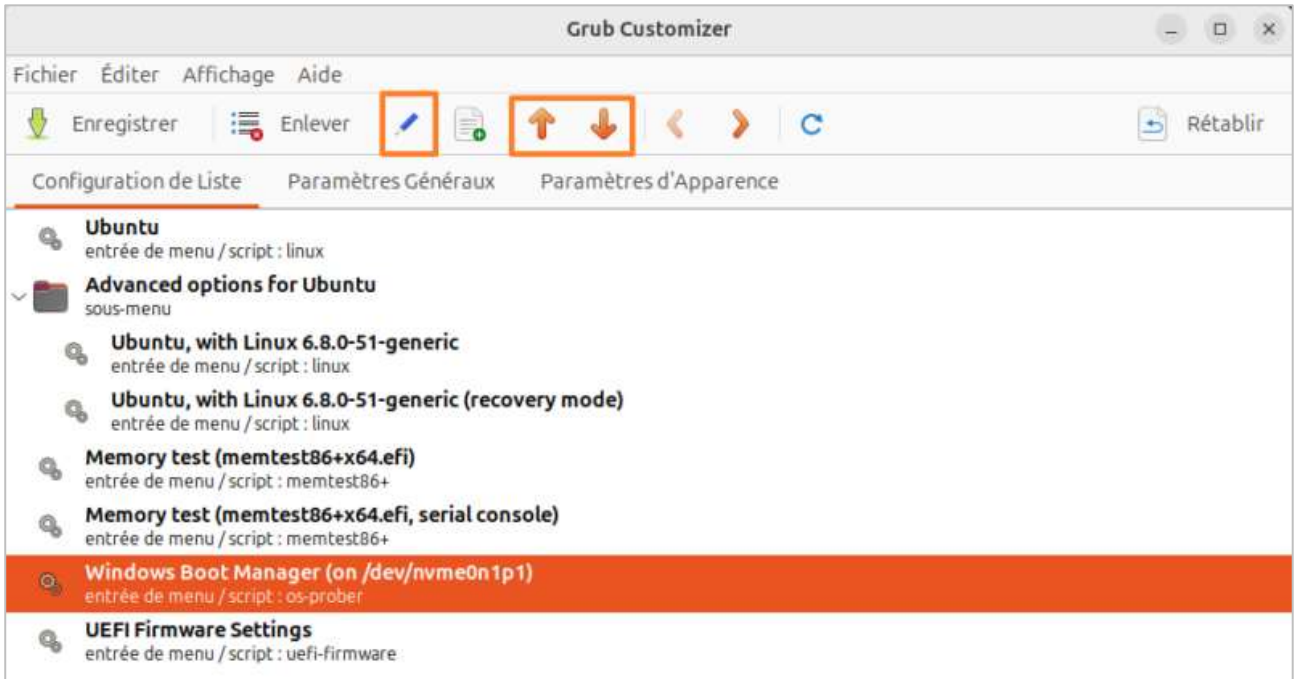 Grub Customizer
Fichier Éditer Affichage Aide
Enregistrer Enlever Rétablir
Configuration de Liste Paramètres Généraux Paramètres d'Apparence
Ubuntu
entrée de menu / script : linux
Advanced options for Ubuntu
sous-menu
Ubuntu, with Linux 6.8.0-51-generic
entrée de menu / script : linux
Ubuntu, with Linux 6.8.0-51-generic (recovery mode)
entrée de menu / script : linux
Memory test (memtest86+x64.efi)
entrée de menu / script : memtest86+
Memory test (memtest86+x64.efi, serial console)
entrée de menu / script : memtest86+
Windows Boot Manager (on /dev/nvme0n1p1)
entrée de menu / script : os-prober
UEFI Firmware Settings
entrée de menu / script : uefi-firmware